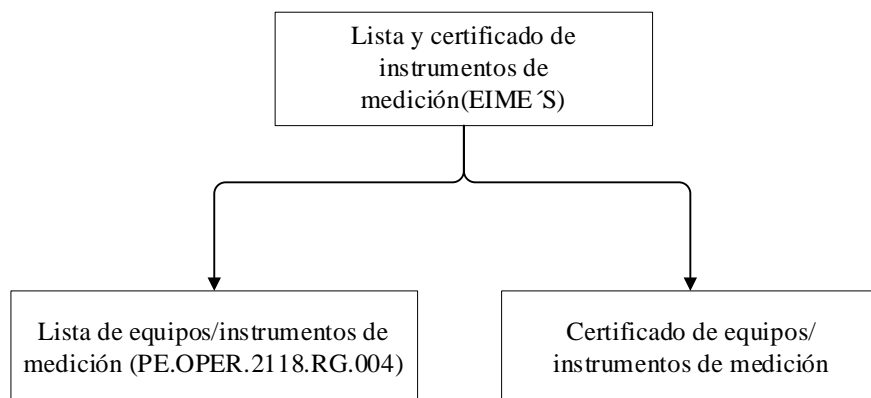 Lista y certificado de
instrumentos de
medición(EIME´S)
Lista de equipos/instrumentos de
medición (PE.OPER.2118.RG.004)
Certificado de equipos/
instrumentos de medición